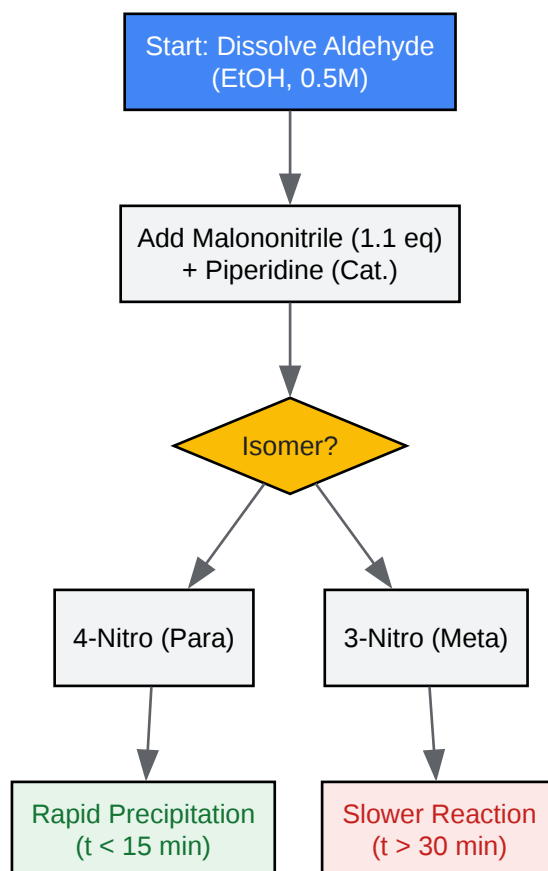 Start: Dissolve Aldehyde
(EtOH, 0.5M)
Add Malononitrile (1.1 eq)
+ Piperidine (Cat.)
Isomer?
4-Nitro (Para)
3-Nitro (Meta)
Rapid Precipitation
(t < 15 min)
Slower Reaction
(t > 30 min)